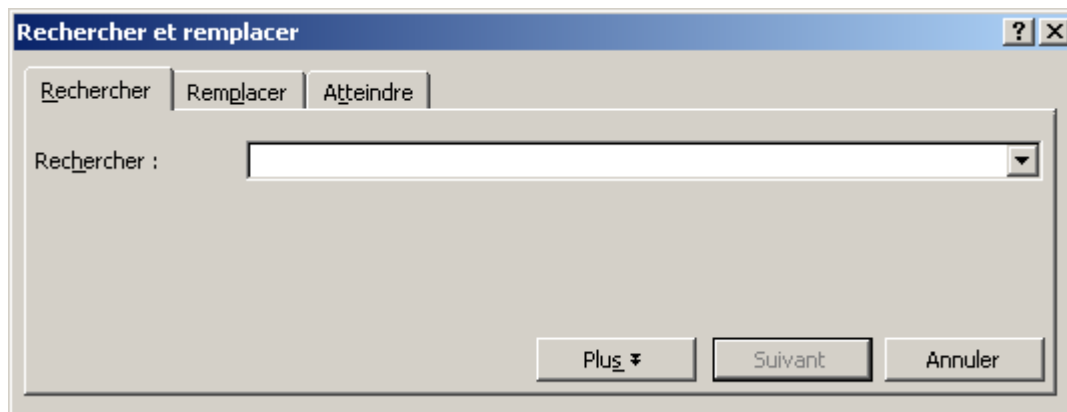 Rechercher et remplacer
Rechercher Remplacer Atteindre
Rechercher :
Plus Suivant Annuler